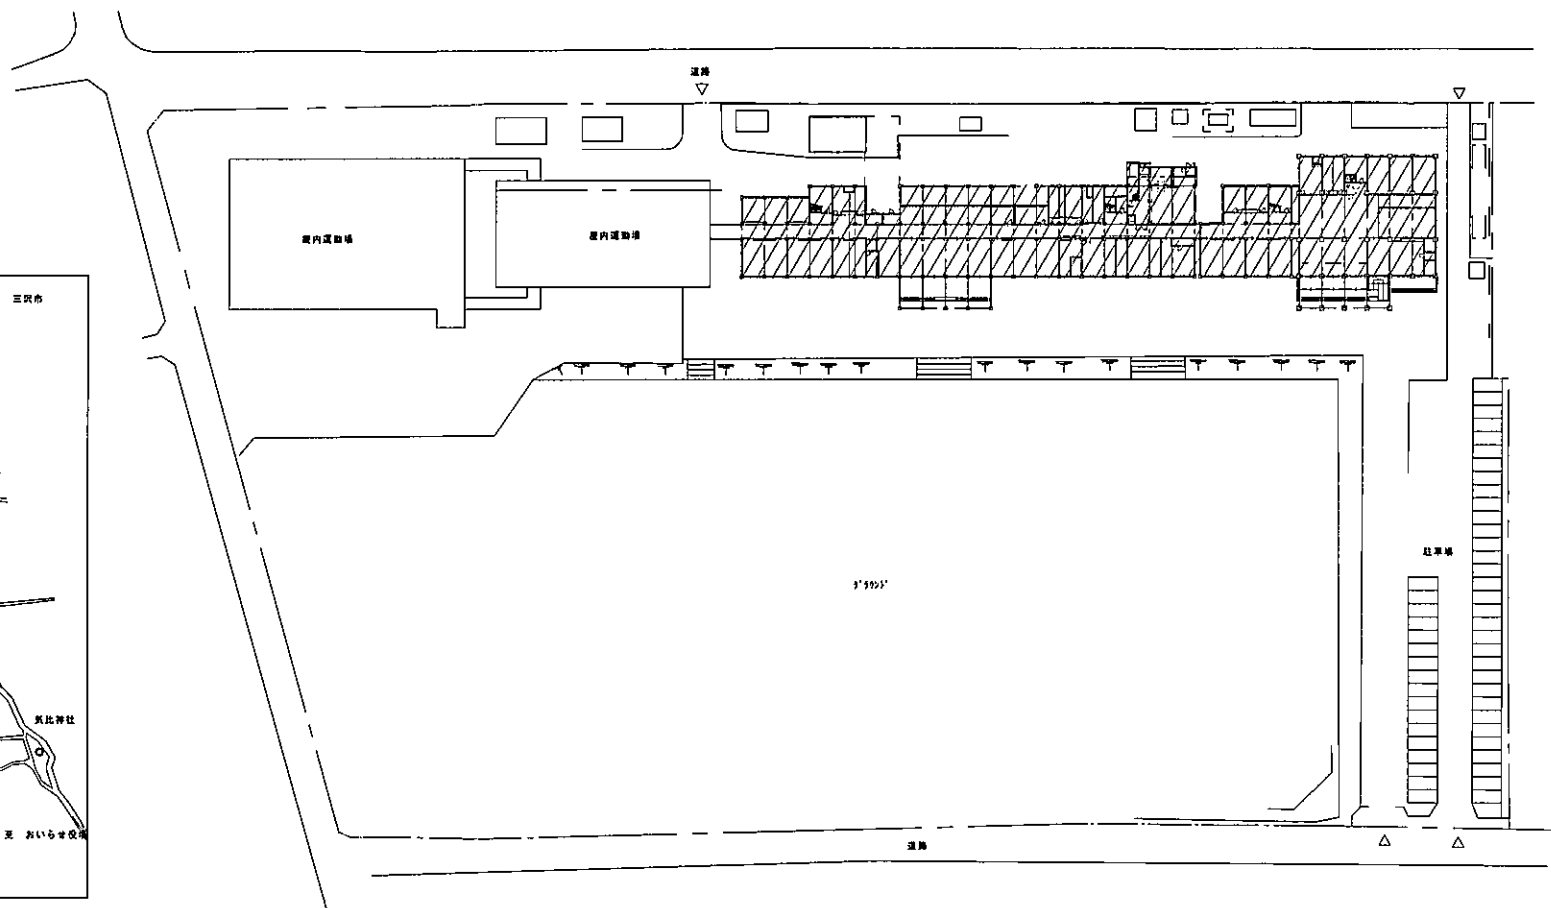 道路
屋内運動場
屋内運動場
三沢市
駐車場
グラウンド
気比神社
至 おいらせ役場
道路